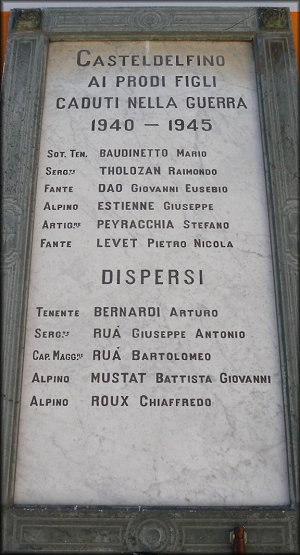 CASTELDELFINO
AI PRODI FIGLI
CADUTI NELLA GUERRA
1940 — 1945
SOT. TEN. BAUDINETTO MARIO
SERG.TE THOLOZAN RAIMONDO
FANTE DAO GIOVANNI EUSEBIO
ALPINO ESTIENNE GIUSEPPE
ARTIG.RE PEYRACCHIA STEFANO
FANTE LEVET PIETRO NICOLA
DISPERSI
TENENTE BERNARDI ARTURO
SERG.TE RUÁ GIUSEPPE ANTONIO
CAP. MAGG.RE RUÁ BARTOLOMEO
ALPINO MUSTAT BATTISTA GIOVANNI
ALPINO ROUX CHIAFFREDO